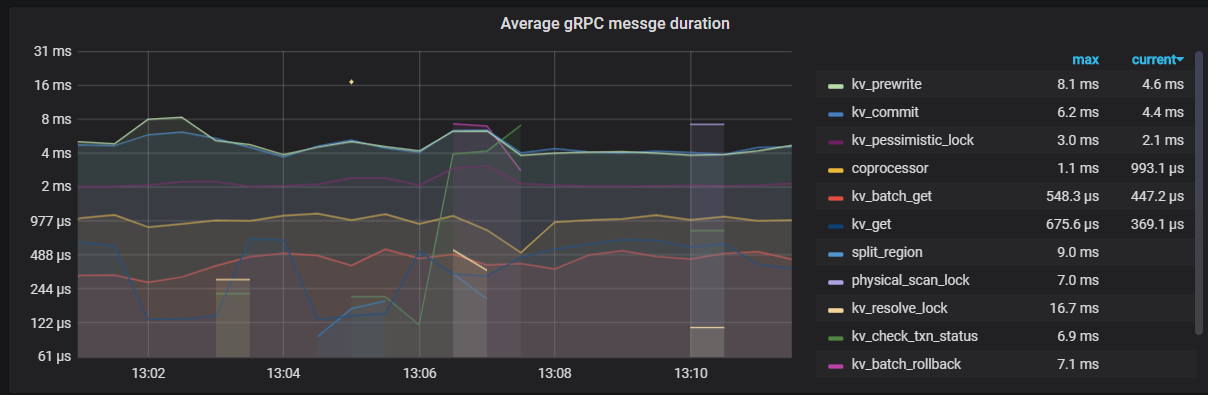 Average gRPC messge duration
31 ms
16 ms
8 ms
4 ms
2 ms
977 µs
488 µs
244 µs
122 µs
61 µs
13:02 13:04 13:06 13:08 13:10
max current
kv_prewrite 8.1 ms 4.6 ms
kv_commit 6.2 ms 4.4 ms
kv_pessimistic_lock 3.0 ms 2.1 ms
coprocessor 1.1 ms 993.1 µs
kv_batch_get 548.3 µs 447.2 µs
kv_get 675.6 µs 369.1 µs
split_region 9.0 ms
physical_scan_lock 7.0 ms
kv_resolve_lock 16.7 ms
kv_check_txn_status 6.9 ms
kv_batch_rollback 7.1 ms